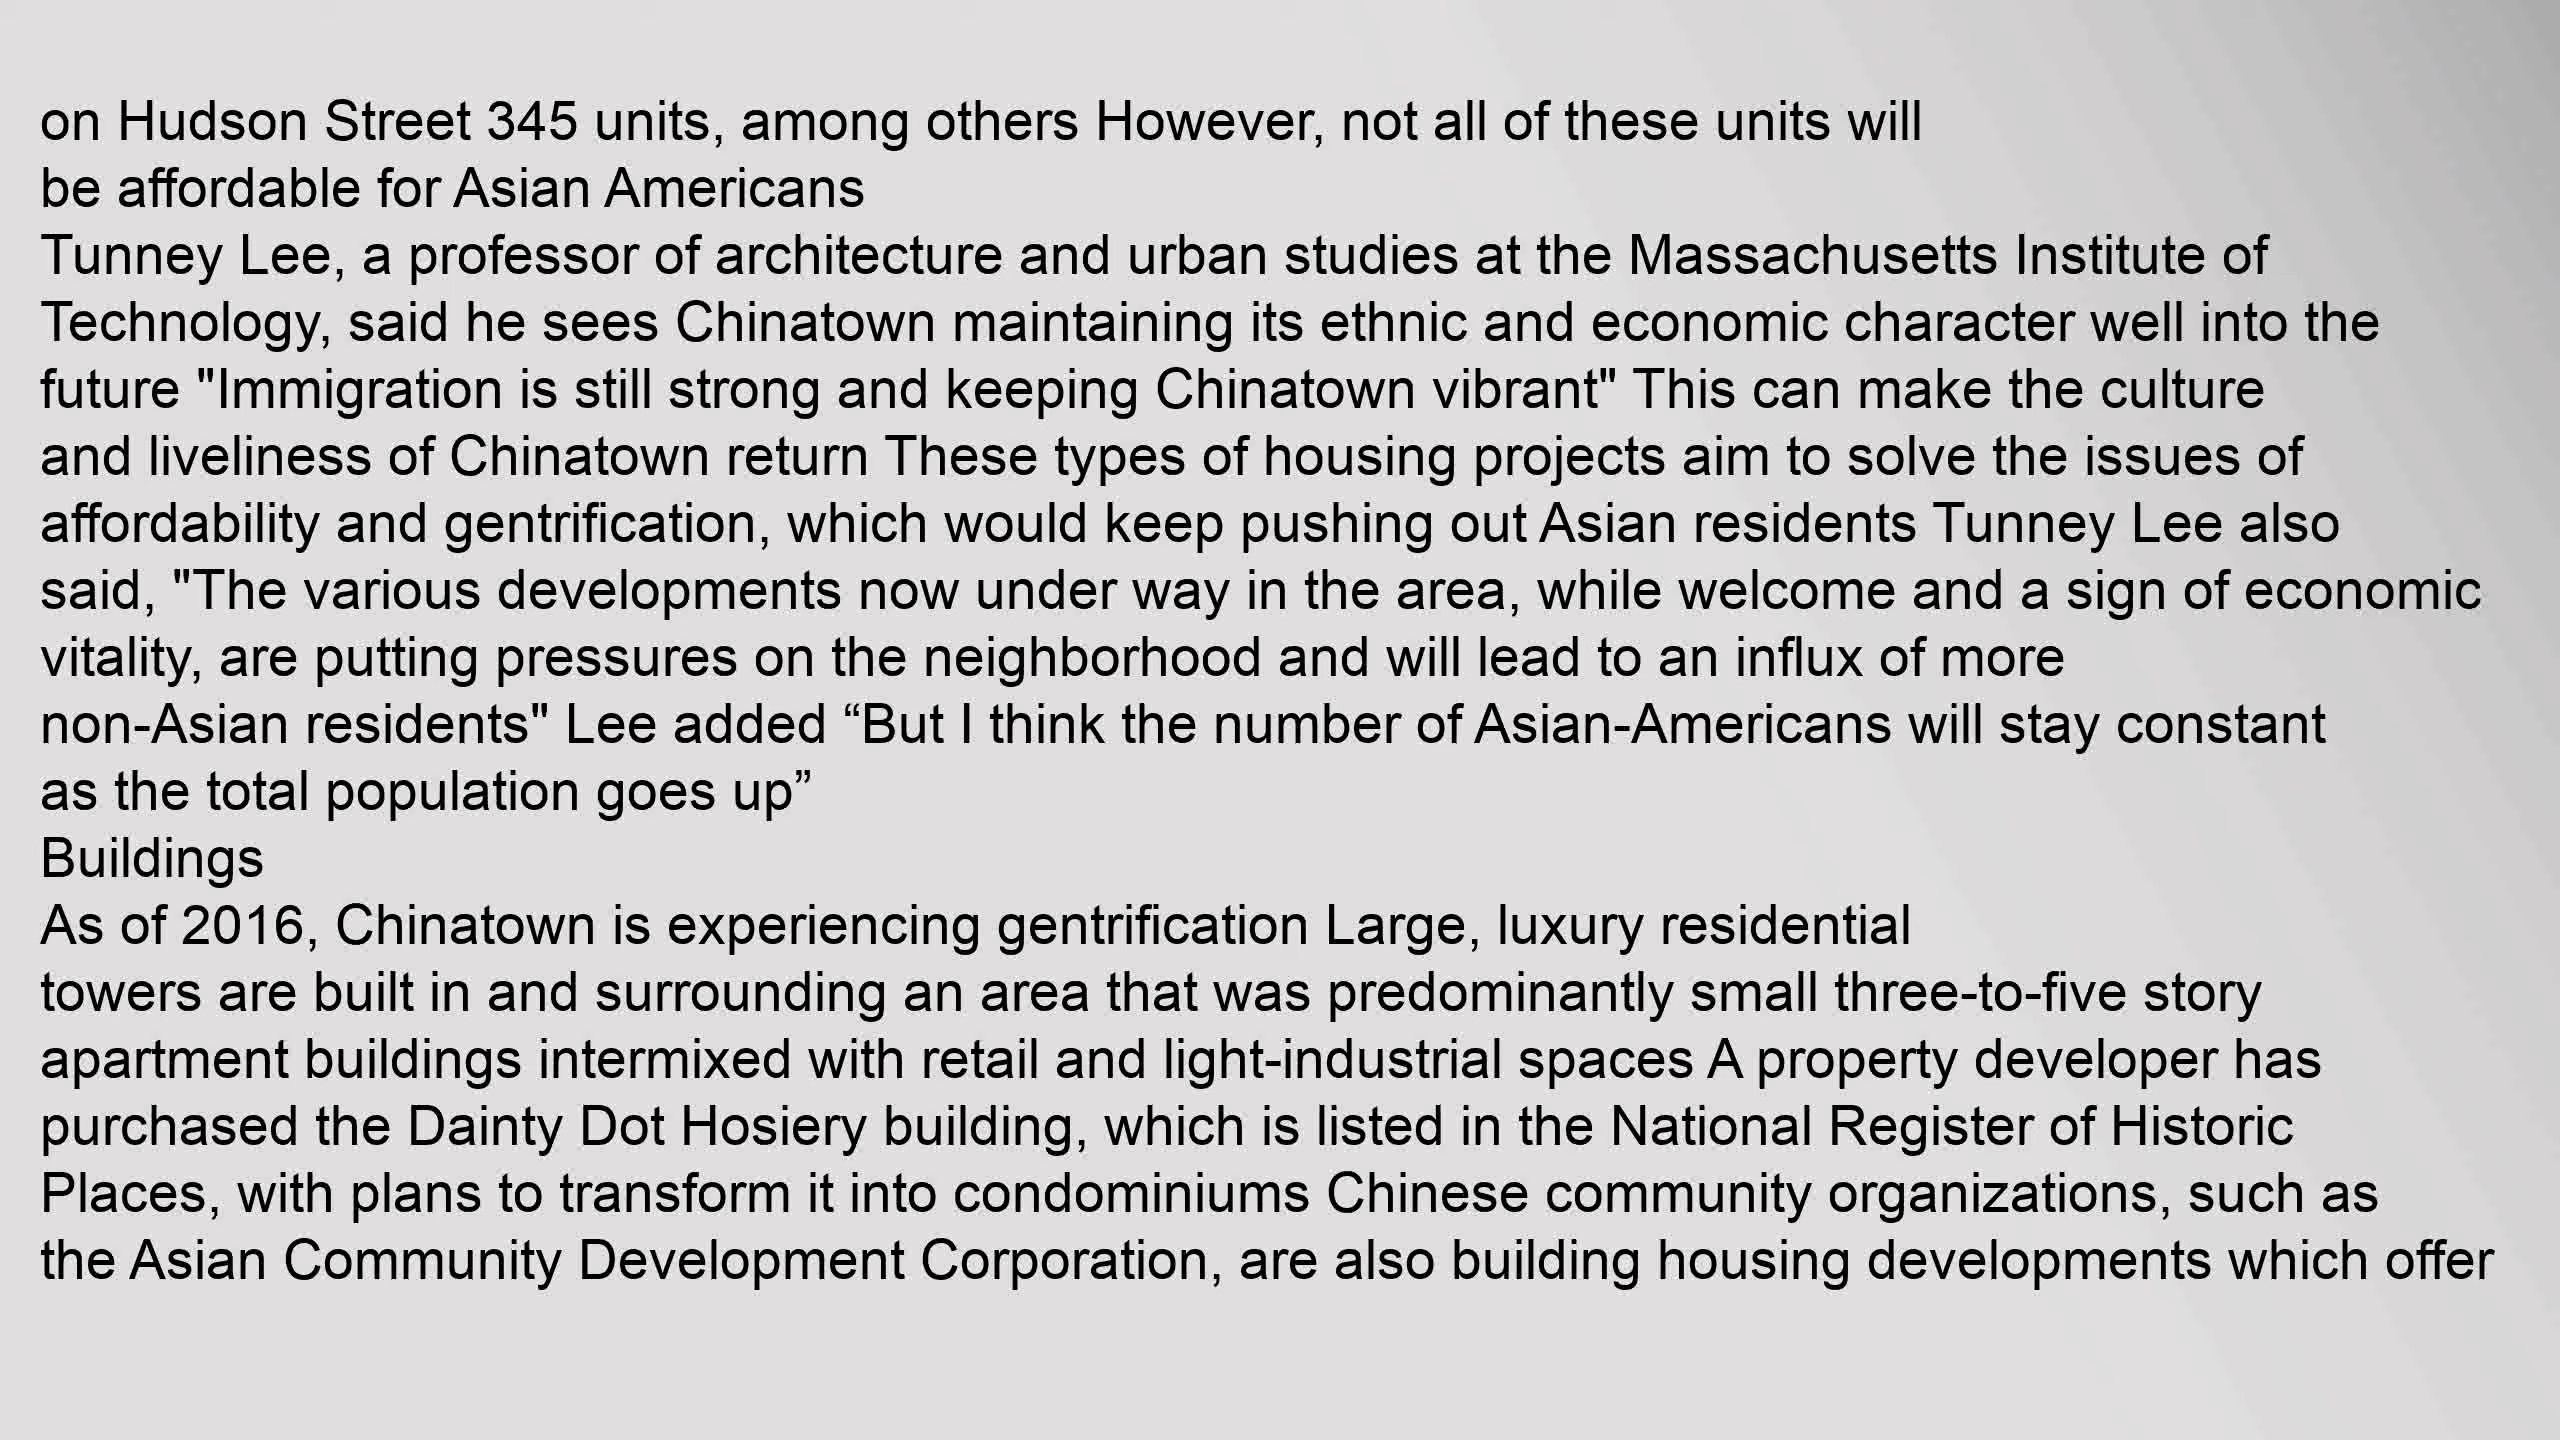 on Hudson Street 345 units, among others However, not all of these units will
be affordable for Asian Americans
Tunney Lee, a professor of architecture and urban studies at the Massachusetts Institute of
Technology, said he sees Chinatown maintaining its ethnic and economic character well into the
future "Immigration is still strong and keeping Chinatown vibrant" This can make the culture
and liveliness of Chinatown return These types of housing projects aim to solve the issues of
affordability and gentrification, which would keep pushing out Asian residents Tunney Lee also
said, "The various developments now under way in the area, while welcome and a sign of economic
vitality, are putting pressures on the neighborhood and will lead to an influx of more
non-Asian residents" Lee added “But I think the number of Asian-Americans will stay constant
as the total population goes up”
Buildings
As of 2016, Chinatown is experiencing gentrification Large, luxury residential
towers are built in and surrounding an area that was predominantly small three-to-five story
apartment buildings intermixed with retail and light-industrial spaces A property developer has
purchased the Dainty Dot Hosiery building, which is listed in the National Register of Historic
Places, with plans to transform it into condominiums Chinese community organizations, such as
the Asian Community Development Corporation, are also building housing developments which offer